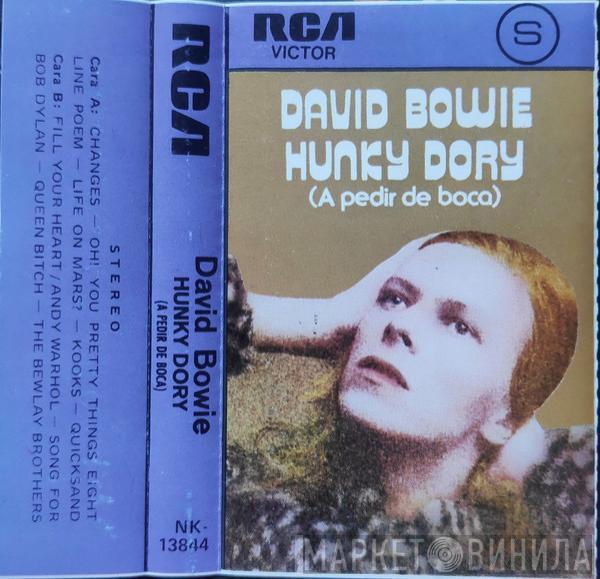 RCA
VICTOR
S
DAVID BOWIE
HUNKY DORY
(A pedir de boca)
RCA
David Bowie
HUNKY DORY
(A PEDIR DE BOCA)
NK-
13844
STEREO
Cara A: CHANGES — OH! YOU PRETTY THINGS EIGHT
LINE POEM — LIFE ON MARS? — KOOKS — QUICKSAND
Cara B: FILL YOUR HEART / ANDY WARHOL — SONG FOR
BOB DYLAN — QUEEN BITCH — THE BEWLAY BROTHERS
МАРКЕТ ВИНИЛА